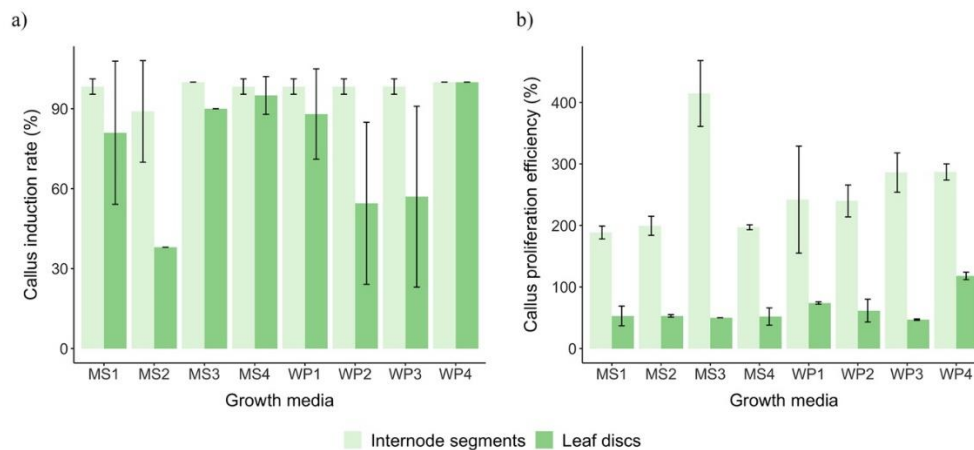 a)
Callus induction rate (%)
90
60
30
0
MS1 MS2 MS3 MS4 WP1 WP2 WP3 WP4
Growth media
b)
Callus proliferation efficiency (%)
400
300
200
100
0
MS1 MS2 MS3 MS4 WP1 WP2 WP3 WP4
Growth media
Internode segments Leaf discs